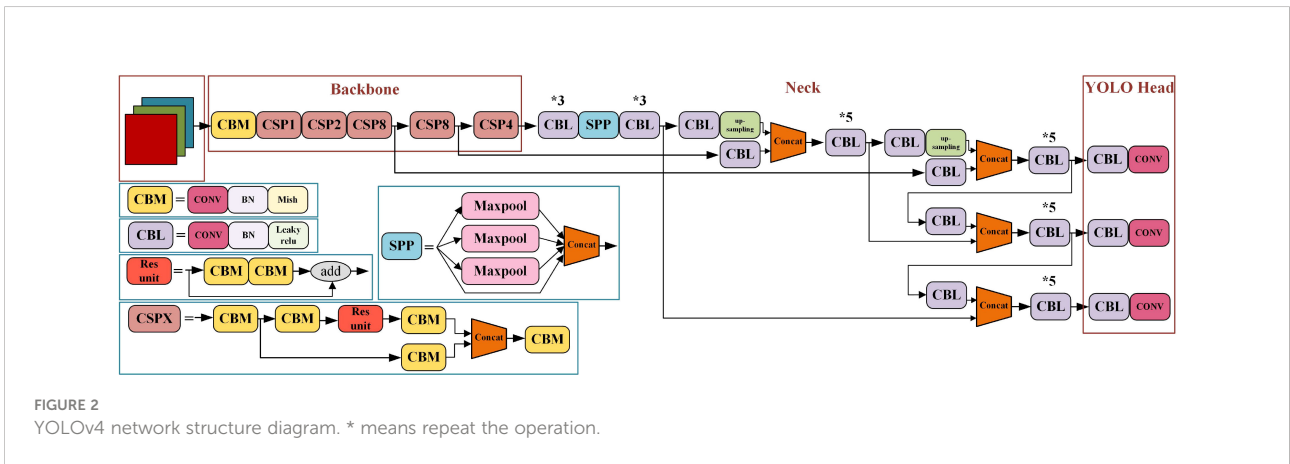 Backbone
Neck
YOLO Head
*3
*3
*5
*5
CBM CSP1 CSP2 CSP8 CSP8 CSP4 CBL SPP CBL CBL up-sampling
CBL
Concat
CBL
CBL up-sampling
CBL
Concat
CBL
CBL CONV
CBM = CONV BN Mish
CBL = CONV BN Leaky relu
Res unit = CBM CBM add
SPP =
Maxpool
Maxpool
Maxpool
Concat
CBL
Concat
*5
CBL
CBL CONV
CBL
Concat
*5
CBL
CBL CONV
CSPX = CBM CBM Res unit CBM
CBM
Concat
CBM
FIGURE 2
YOLOv4 network structure diagram. * means repeat the operation.